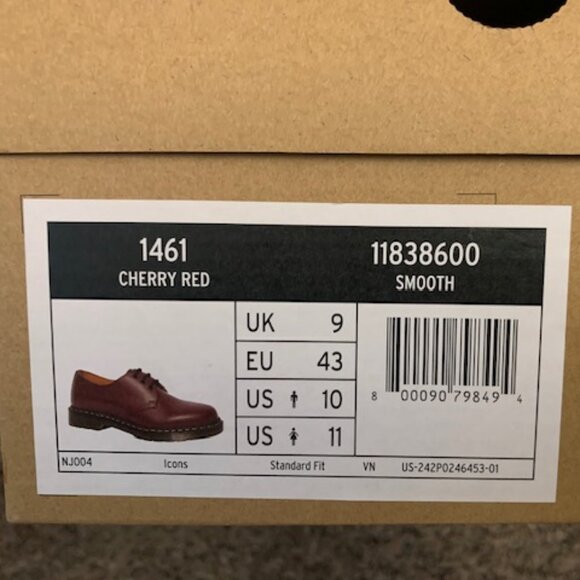 1461
CHERRY RED
11838600
SMOOTH
UK 9
EU 43
US 10
US 11
8 00090 79849 4
NJ004 Icons Standard Fit VN US-242P0246453-01